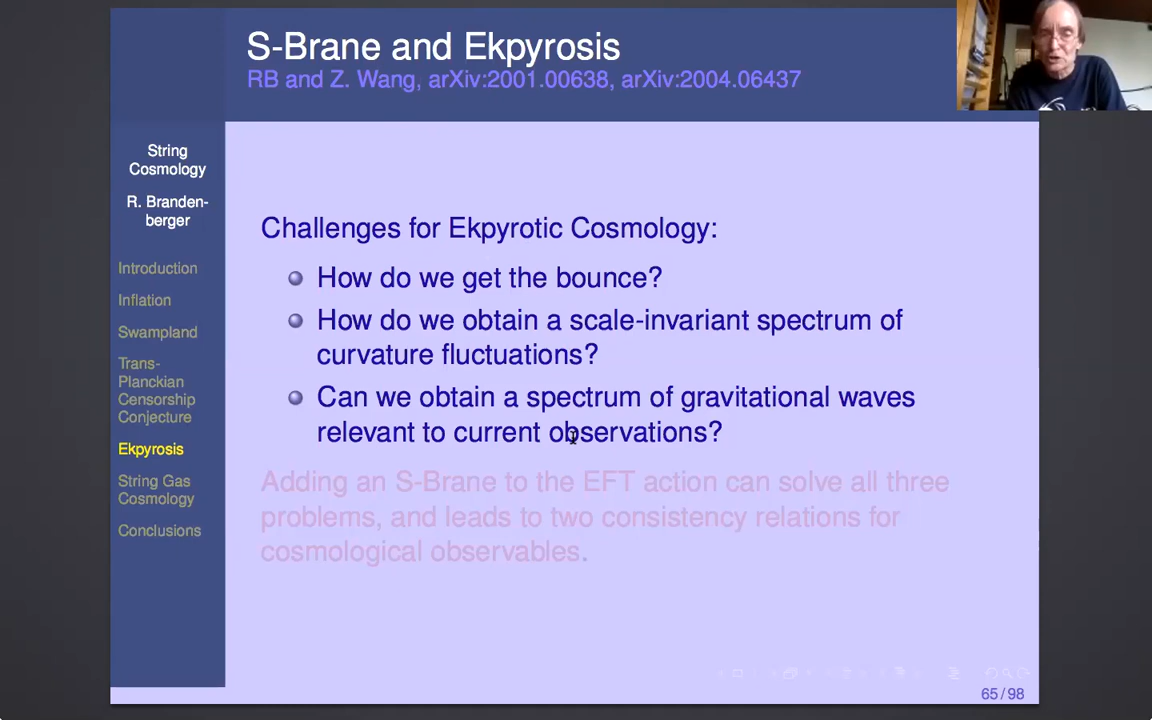 S-Brane and Ekpyrosis
RB and Z. Wang, arXiv:2001.00638, arXiv:2004.06437
String
Cosmology
R. Branden-
berger
Introduction
Inflation
Swampland
Trans-
Planckian
Censorship
Conjecture
Ekpyrosis
String Gas
Cosmology
Conclusions
Challenges for Ekpyrotic Cosmology:
How do we get the bounce?
How do we obtain a scale-invariant spectrum of
curvature fluctuations?
Can we obtain a spectrum of gravitational waves
relevant to current observations?
Adding an S-Brane to the EFT action can solve all three
problems, and leads to two consistency relations for
cosmological observables.
65/98